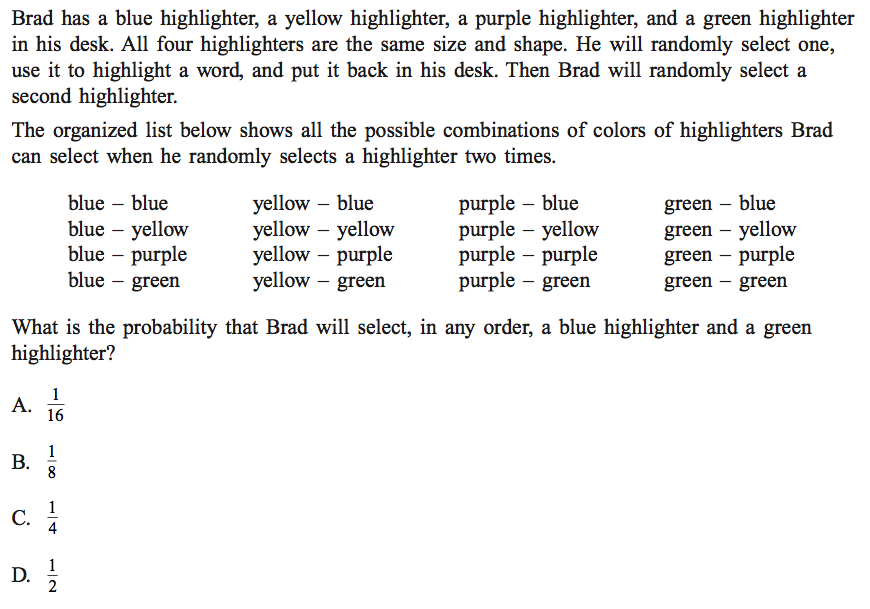 Brad has a blue highlighter, a yellow highlighter, a purple highlighter, and a green highlighter
in his desk. All four highlighters are the same size and shape. He will randomly select one,
use it to highlight a word, and put it back in his desk. Then Brad will randomly select a
second highlighter.
The organized list below shows all the possible combinations of colors of highlighters Brad
can select when he randomly selects a highlighter two times.
blue – blue yellow – blue purple – blue green – blue
blue – yellow yellow – yellow purple – yellow green – yellow
blue – purple yellow – purple purple – purple green – purple
blue – green yellow – green purple – green green – green
What is the probability that Brad will select, in any order, a blue highlighter and a green
highlighter?
A. 1/16
B. 1/8
C. 1/4
D. 1/2